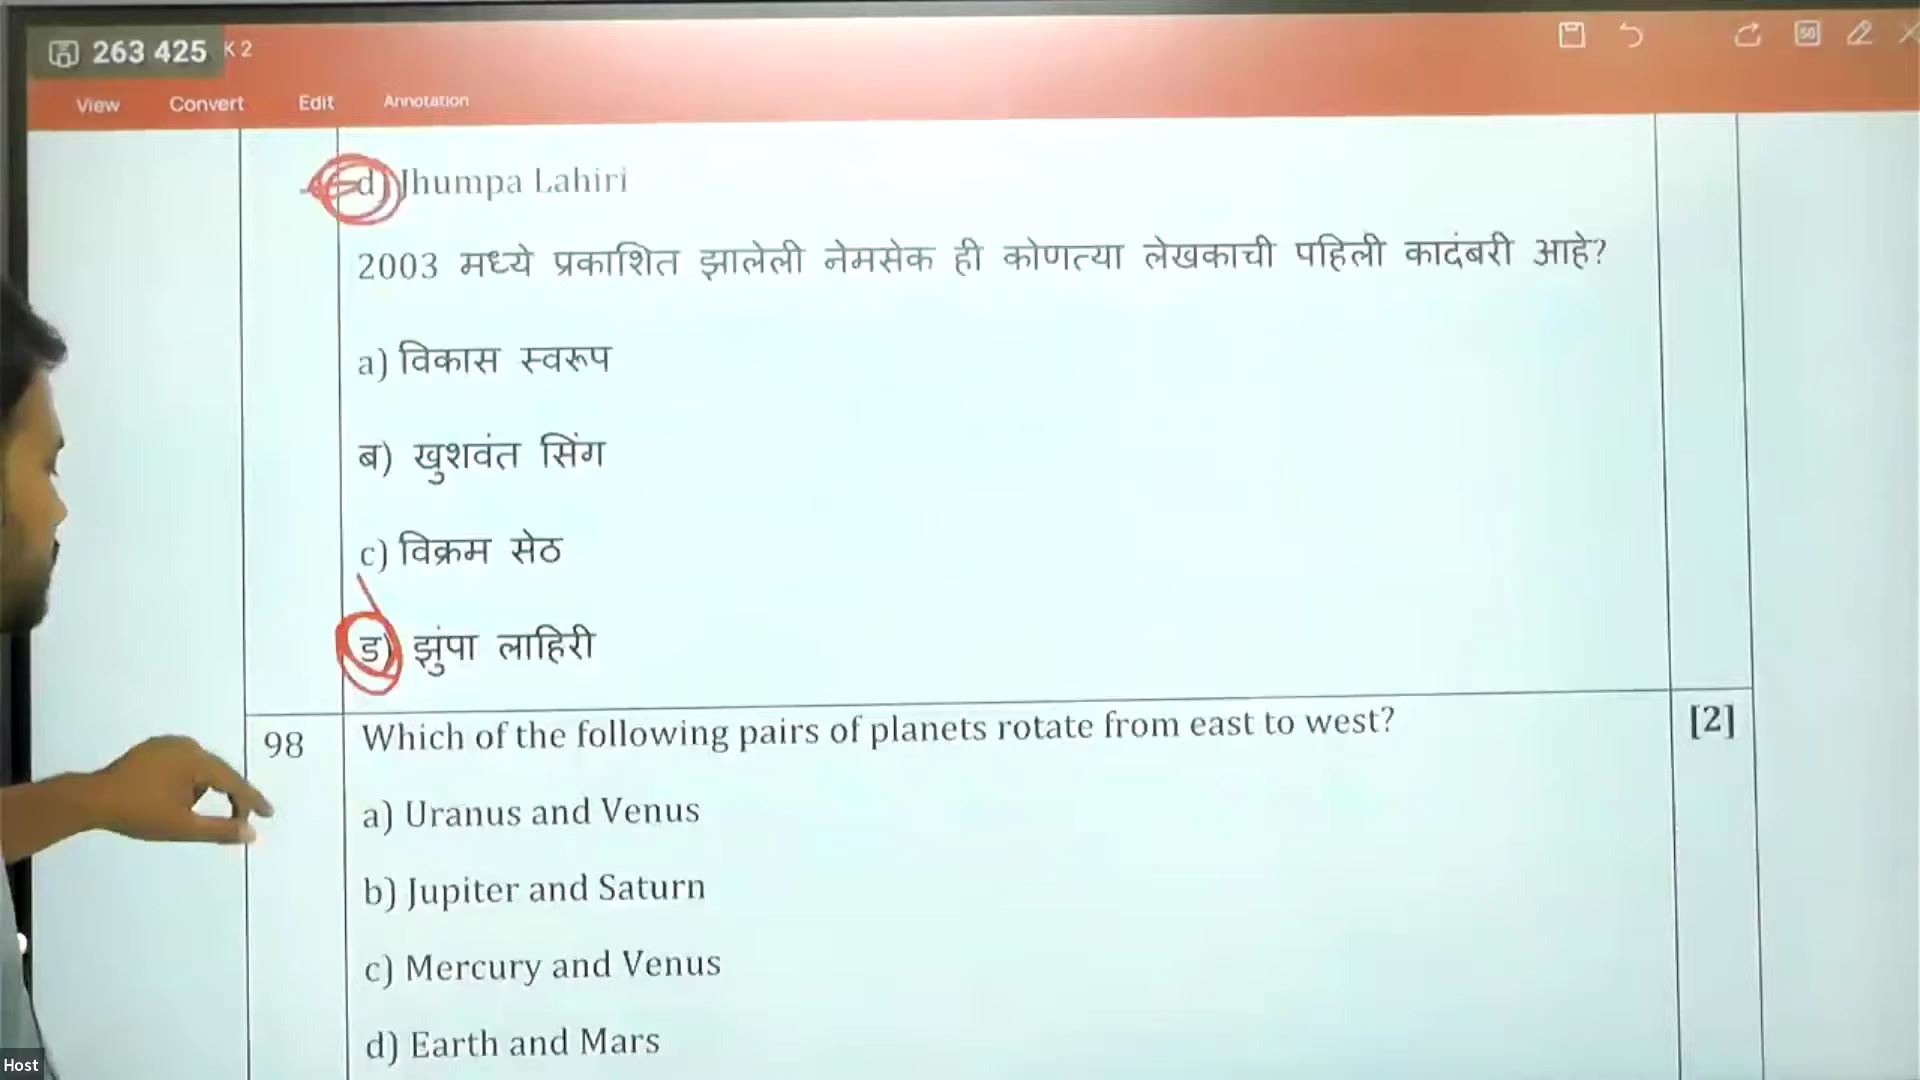 263 425 K 2
View Convert Edit Annotation
d) Jhumpa Lahiri
2003 मध्ये प्रकाशित झालेली नेमसेक ही कोणत्या लेखकाची पहिली कादंबरी आहे?
a) विकास स्वरूप
ब) खुशवंत सिंग
c) विक्रम सेठ
ड) झुंपा लाहिरी
98 Which of the following pairs of planets rotate from east to west? [2]
a) Uranus and Venus
b) Jupiter and Saturn
c) Mercury and Venus
d) Earth and Mars
Host